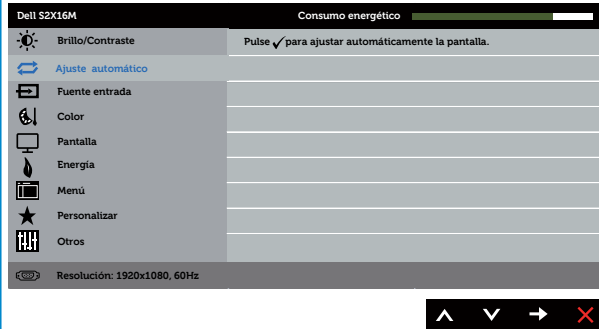 Dell S2X16M Consumo energético
Brillo/Contraste Pulse ✓ para ajustar automáticamente la pantalla.
Ajuste automático
Fuente entrada
Color
Pantalla
Energía
Menú
Personalizar
Otros
Resolución: 1920x1080, 60Hz